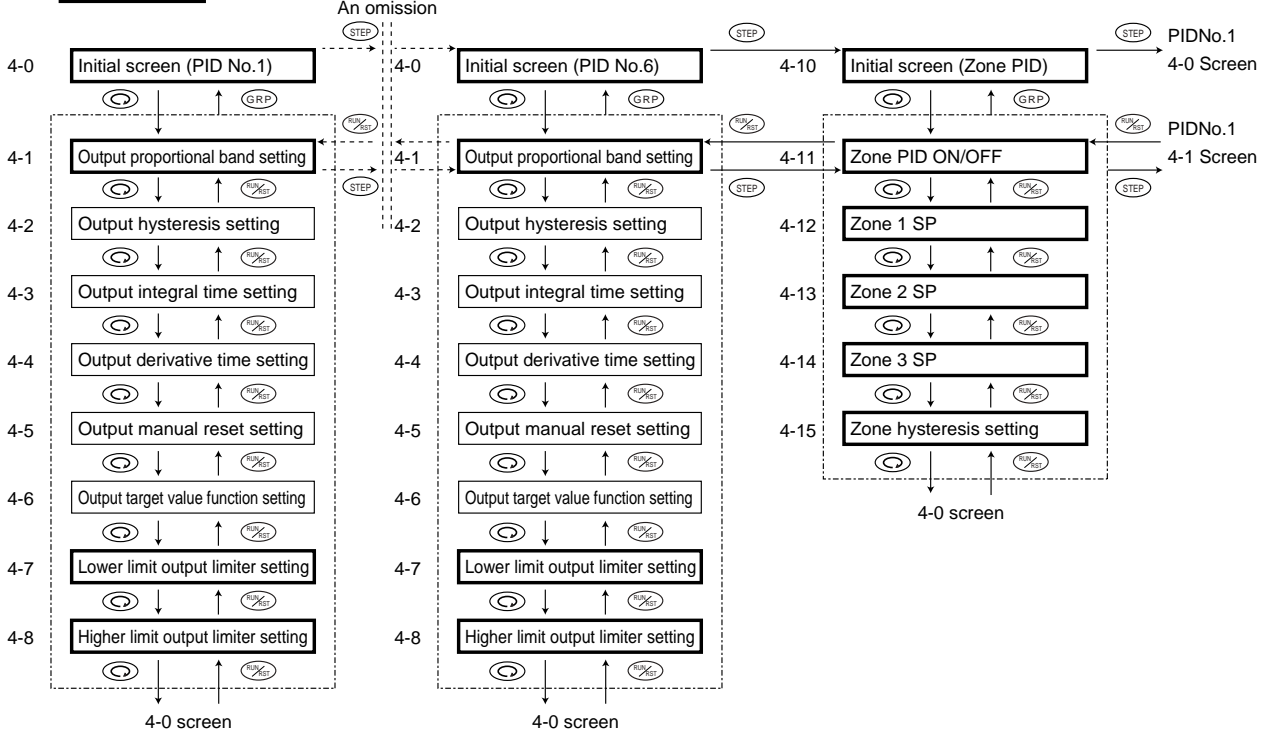 An omission
STEP STEP STEP PIDNo.1
4-0 Initial screen (PID No.1) 4-0 Initial screen (PID No.6) 4-10 Initial screen (Zone PID) 4-0 Screen
GRP GRP GRP
RUN/RST RUN/RST RUN/RST PIDNo.1
4-1 Output proportional band setting 4-1 Output proportional band setting 4-11 Zone PID ON/OFF 4-1 Screen
RUN/RST STEP RUN/RST STEP RUN/RST STEP
4-2 Output hysteresis setting 4-2 Output hysteresis setting 4-12 Zone 1 SP
RUN/RST RUN/RST RUN/RST
4-3 Output integral time setting 4-3 Output integral time setting 4-13 Zone 2 SP
RUN/RST RUN/RST RUN/RST
4-4 Output derivative time setting 4-4 Output derivative time setting 4-14 Zone 3 SP
RUN/RST RUN/RST RUN/RST
4-5 Output manual reset setting 4-5 Output manual reset setting 4-15 Zone hysteresis setting
RUN/RST RUN/RST RUN/RST
4-6 Output target value function setting 4-6 Output target value function setting 4-0 screen
RUN/RST RUN/RST
4-7 Lower limit output limiter setting 4-7 Lower limit output limiter setting
RUN/RST RUN/RST
4-8 Higher limit output limiter setting 4-8 Higher limit output limiter setting
RUN/RST RUN/RST
4-0 screen 4-0 screen